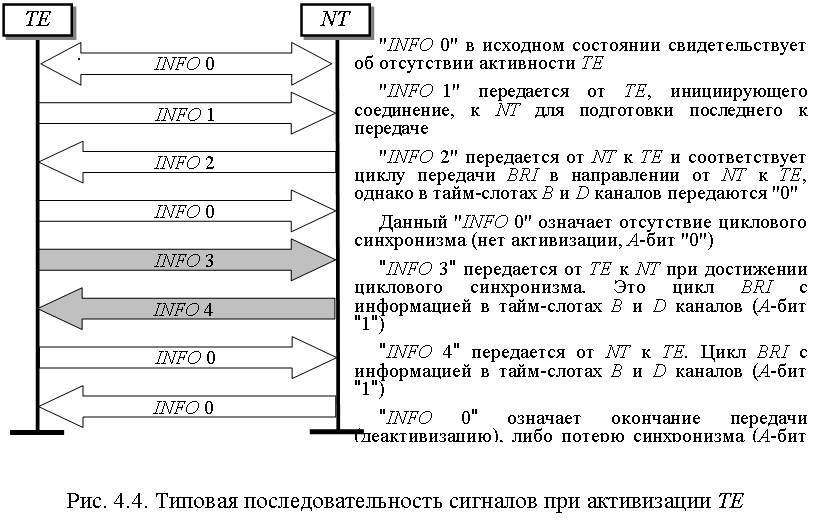 TE
NT
INFO 0
INFO 1
INFO 2
INFO 0
INFO 3
INFO 4
INFO 0
INFO 0
"INFO 0" в исходном состоянии свидетельствует
об отсутствии активности TE
"INFO 1" передается от TE, инициирующего
соединение, к NT для подготовки последнего к
передаче
"INFO 2" передается от NT к TE и соответствует
циклу передачи BRI в направлении от NT к TE,
однако в тайм-слотах B и D каналов передаются "0"
Данный "INFO 0" означает отсутствие циклового
синхронизма (нет активизации, A-бит "0")
"INFO 3" передается от TE к NT при достижении
циклового синхронизма. Это цикл BRI с
информацией в тайм-слотах B и D каналов (A-бит
"1")
"INFO 4" передается от NT к TE. Цикл BRI с
информацией в тайм-слотах B и D каналов (A-бит
"1")
"INFO 0" означает окончание передачи
(деактивизацию), либо потерю синхронизма (A-бит
Рис. 4.4. Типовая последовательность сигналов при активизации TE